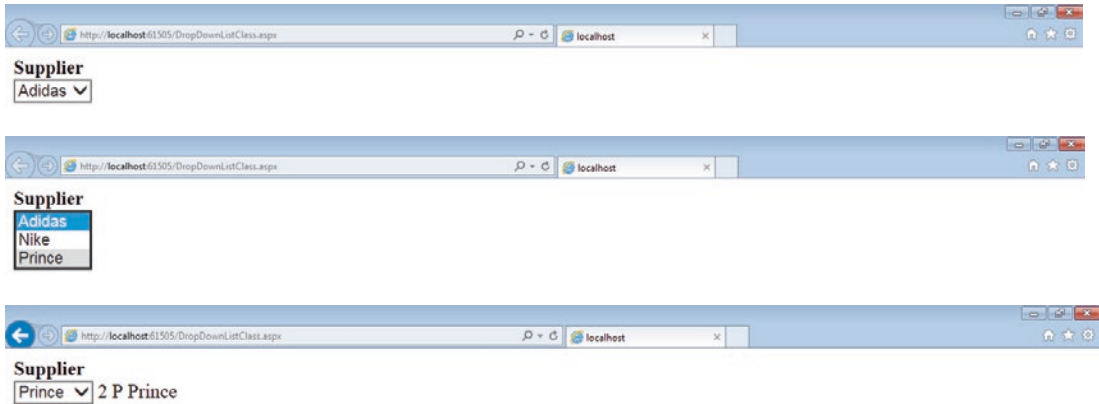 http://localhost:61505/DropDownListClass.aspx localhost
Supplier
Adidas
http://localhost:61505/DropDownListClass.aspx localhost
Supplier
Adidas
Nike
Prince
http://localhost:61505/DropDownListClass.aspx localhost
Supplier
Prince 2 P Prince